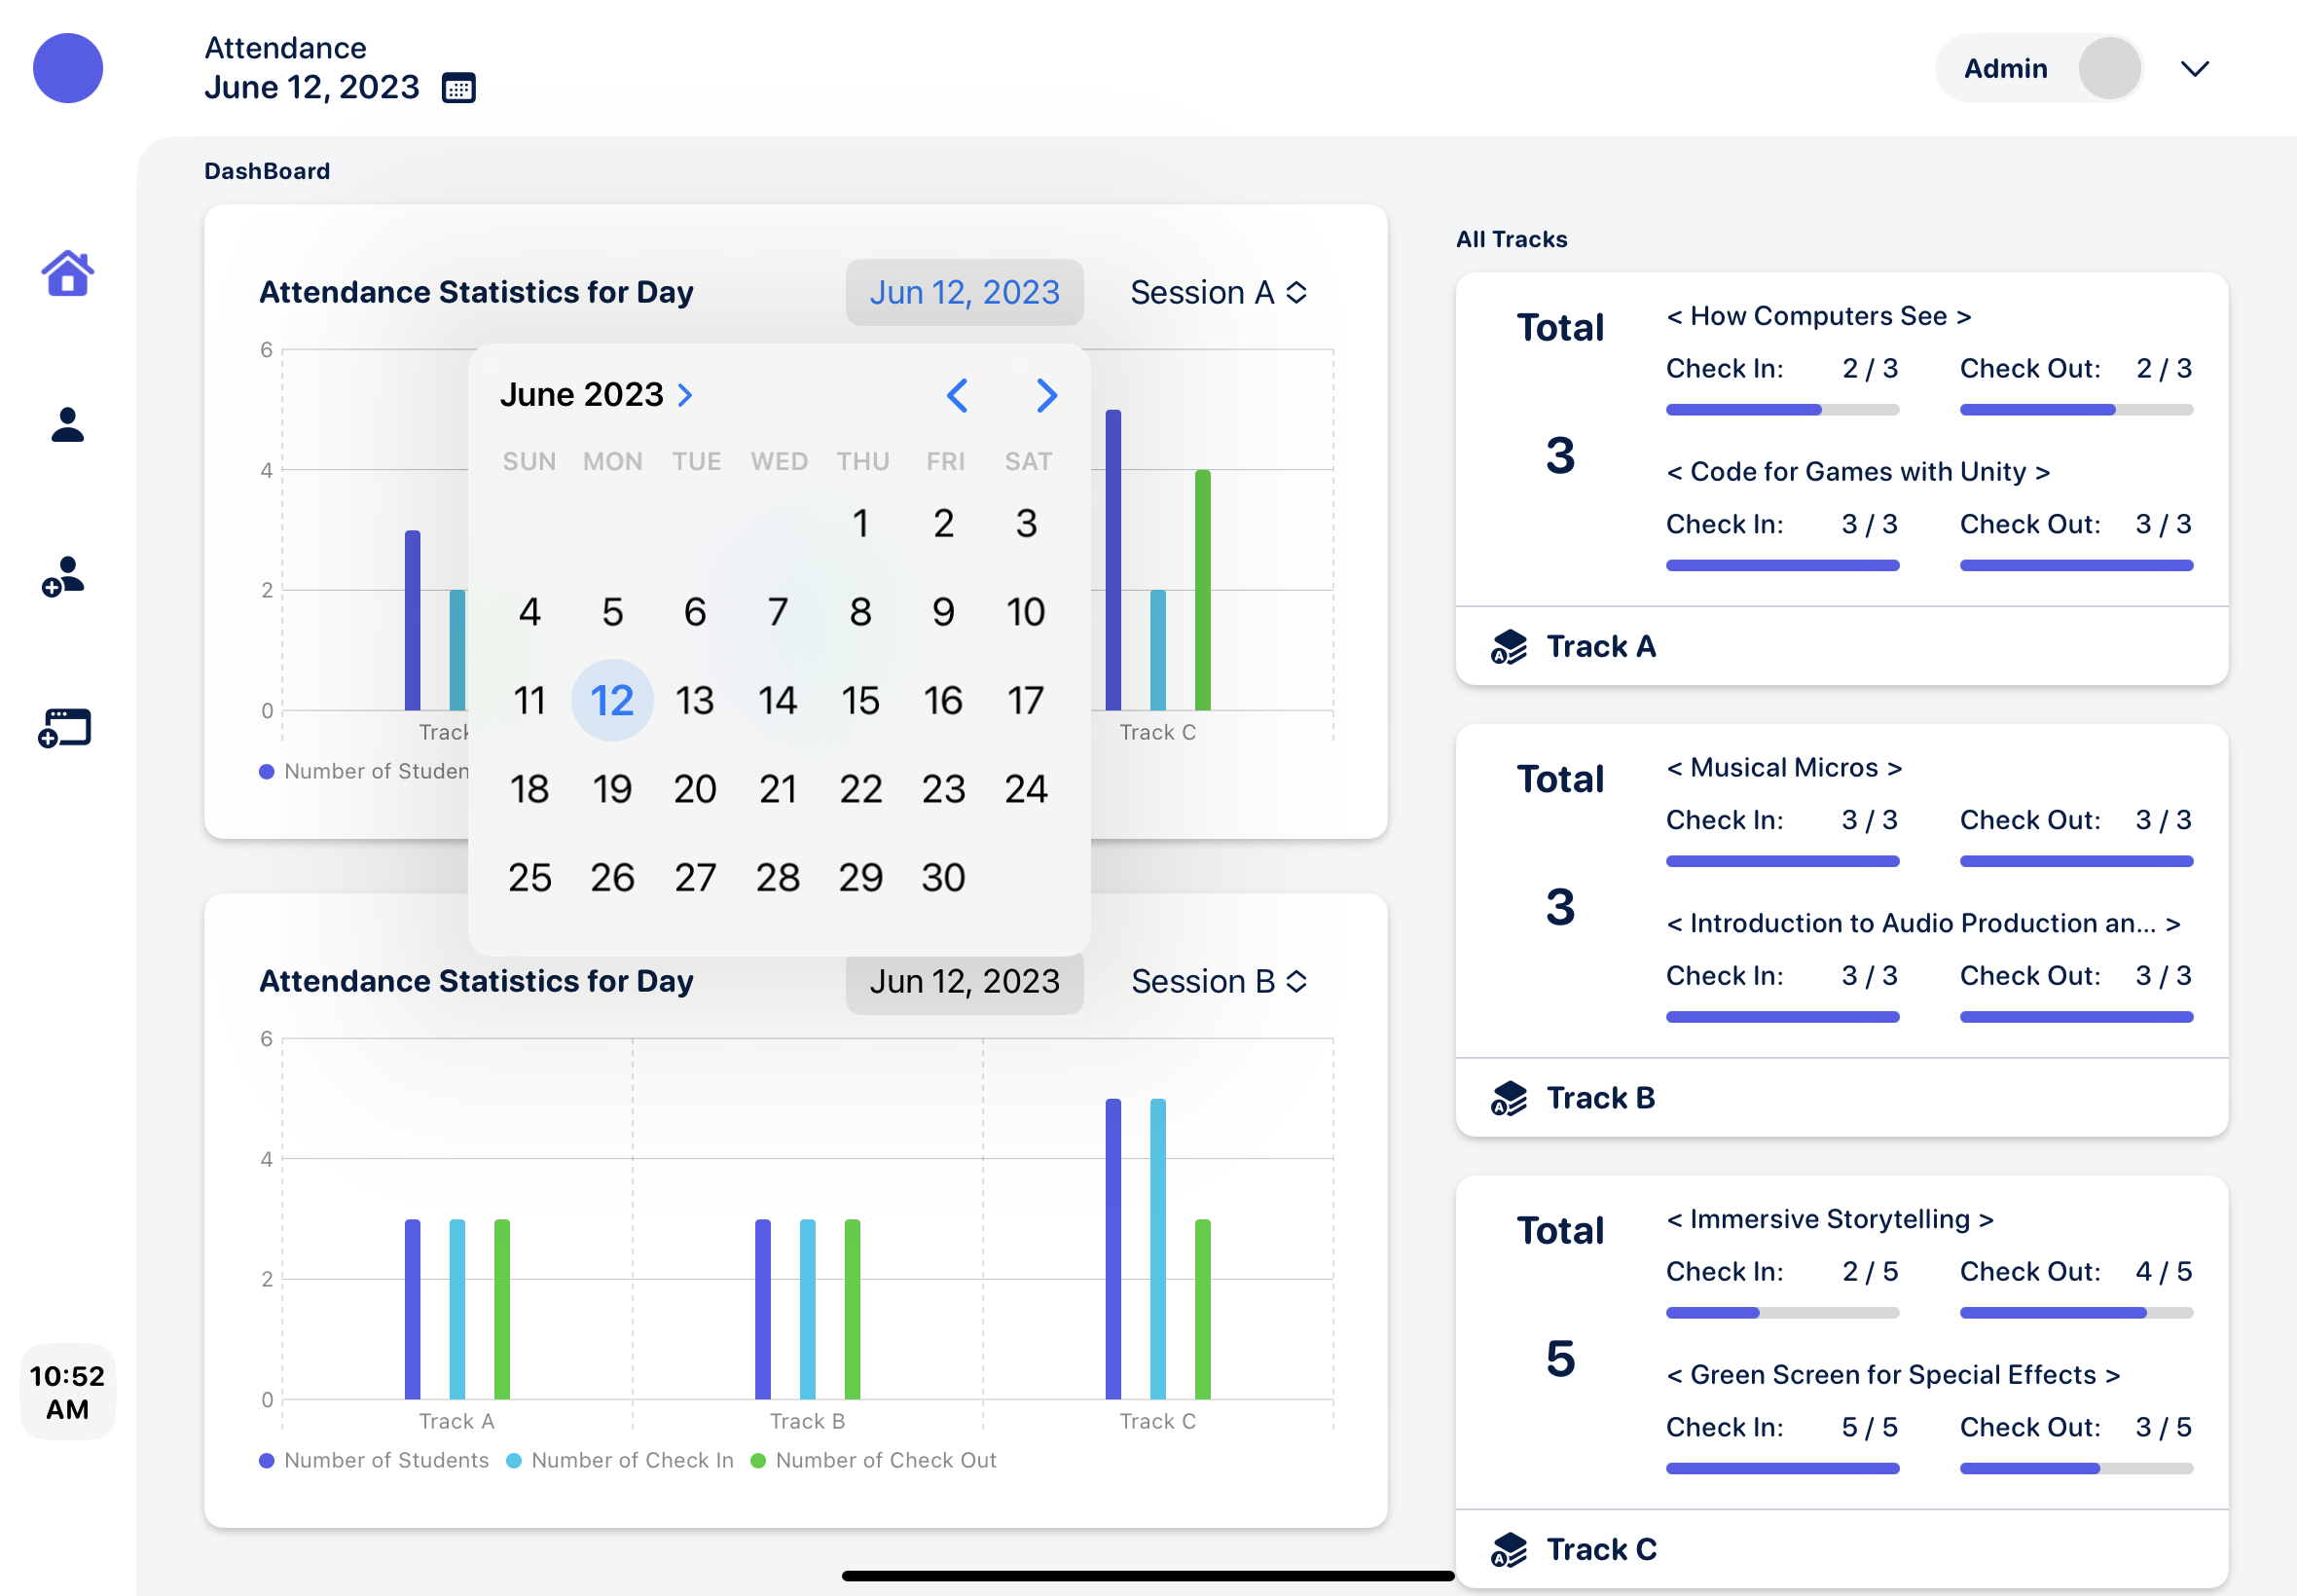 Attendance
June 12, 2023
Admin
DashBoard
Attendance Statistics for Day
Jun 12, 2023
Session A
6
4
2
0
Track C
Number of
June 2023
SUN MON TUE WED THU FRI SAT
1 2 3
4 5 6 7 8 9 10
11 12 13 14 15 16 17
18 19 20 21 22 23 24
25 26 27 28 29 30
Attendance Statistics for Day
Jun 12, 2023
Session B
6
4
2
0
Track A
Track B
Track C
Number of Students
Number of Check In
Number of Check Out
10:52
AM
All Tracks
Total
3
< How Computers See >
Check In: 2 / 3
Check Out: 2 / 3
< Code for Games with Unity >
Check In: 3 / 3
Check Out: 3 / 3
A
Track A
Total
3
< Musical Micros >
Check In: 3 / 3
Check Out: 3 / 3
< Introduction to Audio Production an... >
Check In: 3 / 3
Check Out: 3 / 3
A
Track B
Total
5
< Immersive Storytelling >
Check In: 2 / 5
Check Out: 4 / 5
< Green Screen for Special Effects >
Check In: 5 / 5
Check Out: 3 / 5
A
Track C